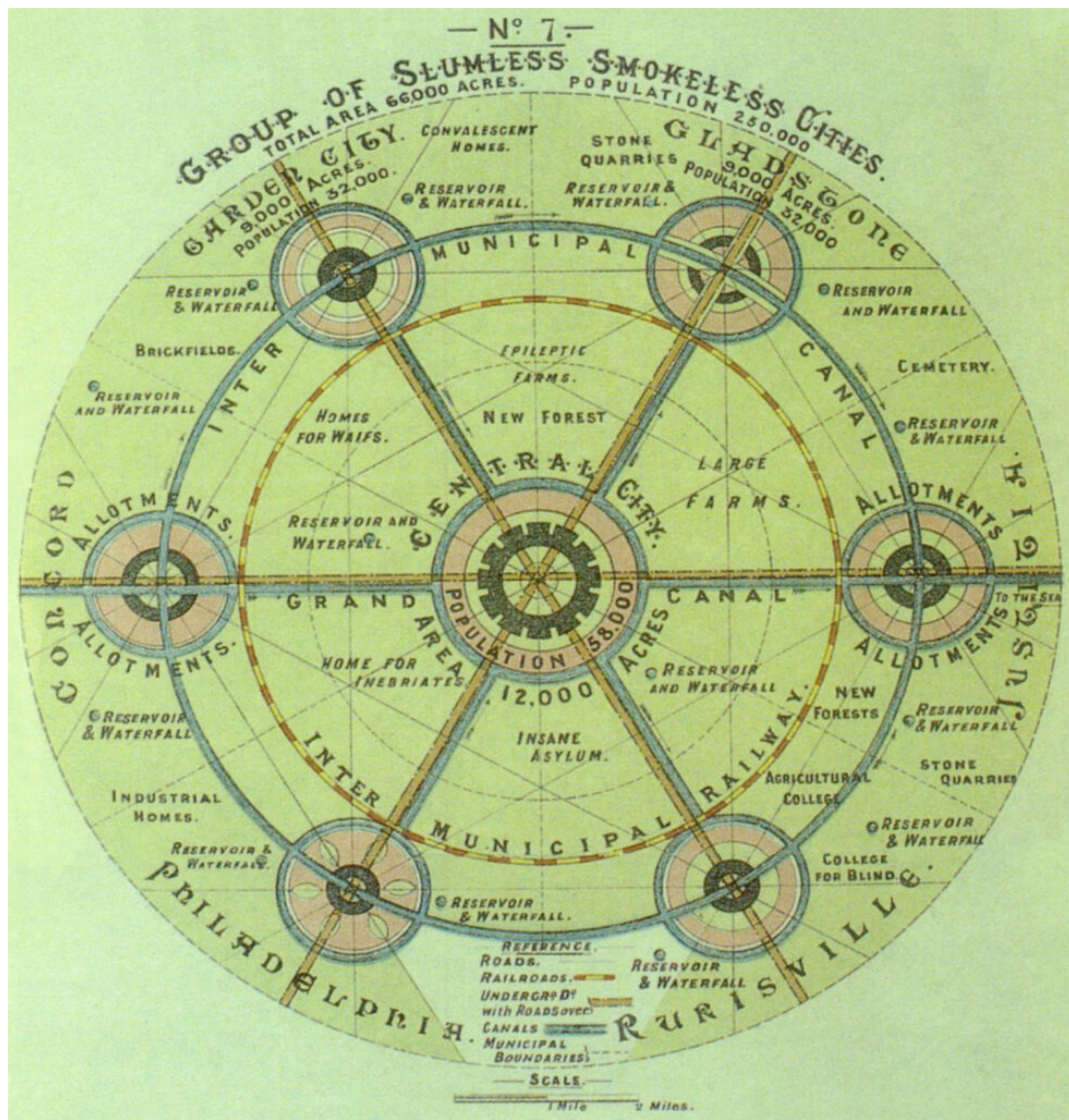 — No 7. —
GROUP OF SLUMLESS SMOKELESS CITIES.
TOTAL AREA 66,000 ACRES. POPULATION 250,000
GARDEN CITY.
9,000 ACRES.
POPULATION 32,000.
CONVALESCENT
HOMES.
STONE
QUARRIES
GLADSTONE
9,000 ACRES.
POPULATION
32,000
RESERVOIR
& WATERFALL.
RESERVOIR &
WATERFALL.
INTER MUNICIPAL CANAL
RESERVOIR
& WATERFALL
RESERVOIR
AND WATERFALL
BRICKFIELDS.
RESERVOIR
AND WATERFALL
EPILEPTIC
FARMS.
CEMETERY.
HOMES
FOR WAIFS.
NEW FOREST
RESERVOIR
& WATERFALL
LARGE
FARMS.
CENTRAL CITY.
CONCORD
ALLOTMENTS.
RESERVOIR AND
WATERFALL.
ALLOTMENTS
JUSTITIA
GRAND CANAL
POPULATION 58,000
AREA 12,000 ACRES
TO THE SEA
ALLOTMENTS.
ALLOTMENTS
HOME FOR
INEBRIATES.
RESERVOIR
AND WATERFALL
RESERVOIR
& WATERFALL
NEW
FORESTS
RESERVOIR
& WATERFALL
INSANE
ASYLUM.
STONE
QUARRIES
INTER MUNICIPAL RAILWAY.
AGRICULTURAL
COLLEGE
INDUSTRIAL
HOMES.
RESERVOIR
& WATERFALL
RESERVOIR &
WATERFALL.
COLLEGE
FOR BLIND.
RESERVOIR
& WATERFALL.
PHILADELPHIA.
RURISVILLE.
REFERENCE.
ROADS.
RAILROADS.
UNDERGRD Do
with Roads over
CANALS
MUNICIPAL
BOUNDARIES
RESERVOIR
& WATERFALL
— SCALE. —
1 Mile 2 Miles.